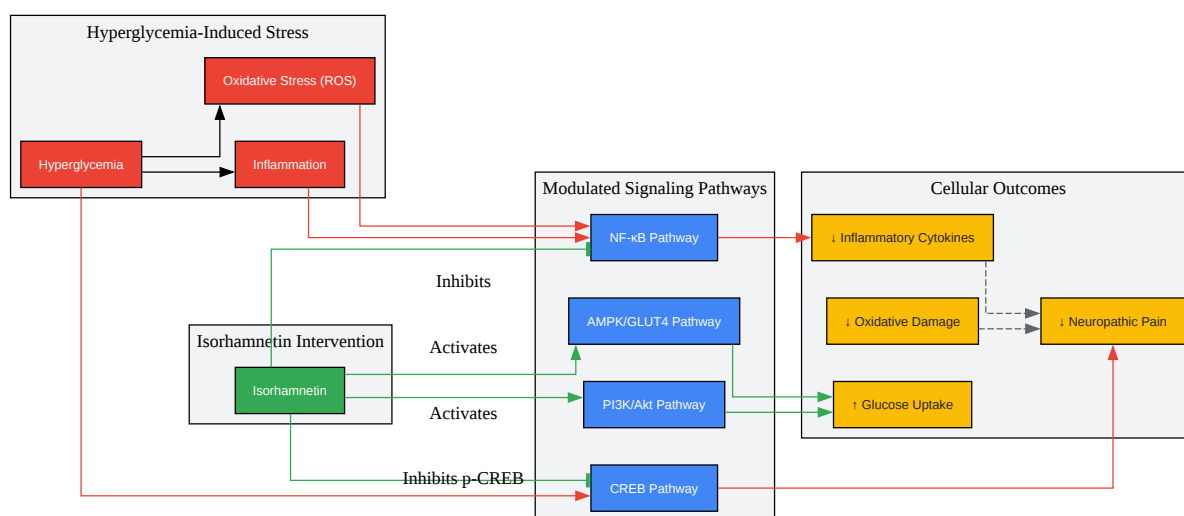 Hyperglycemia-Induced Stress
Oxidative Stress (ROS)
Hyperglycemia
Inflammation
Isorhamnetin Intervention
Isorhamnetin
Inhibits
Activates
Activates
Inhibits p-CREB
Modulated Signaling Pathways
NF-κB Pathway
AMPK/GLUT4 Pathway
PI3K/Akt Pathway
CREB Pathway
Cellular Outcomes
↓ Inflammatory Cytokines
↓ Oxidative Damage
↓ Neuropathic Pain
↑ Glucose Uptake